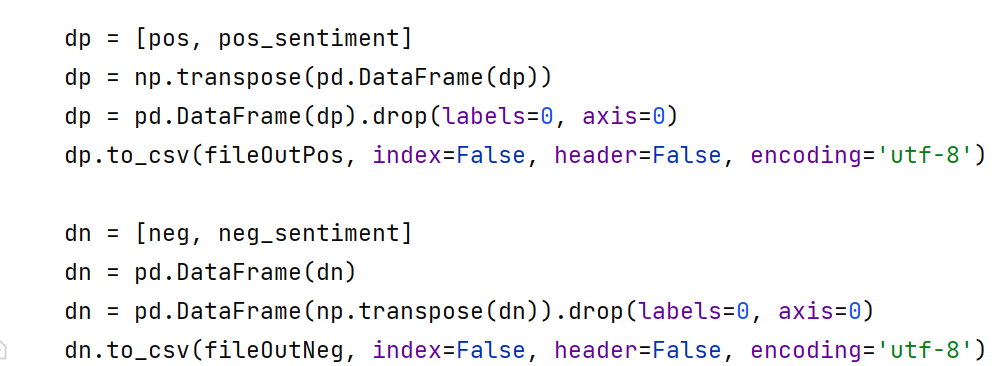 dp = [pos, pos_sentiment]
dp = np.transpose(pd.DataFrame(dp))
dp = pd.DataFrame(dp).drop(labels=0, axis=0)
dp.to_csv(fileOutPos, index=False, header=False, encoding='utf-8')
dn = [neg, neg_sentiment]
dn = pd.DataFrame(dn)
dn = pd.DataFrame(np.transpose(dn)).drop(labels=0, axis=0)
dn.to_csv(fileOutNeg, index=False, header=False, encoding='utf-8')